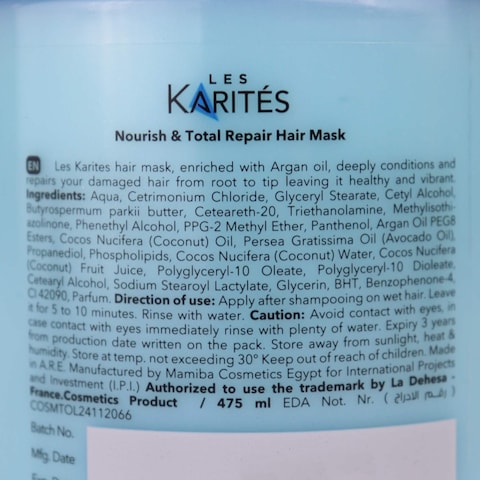 LES
KARITÉS
Nourish & Total Repair Hair Mask
EN Les Karites hair mask, enriched with Argan oil, deeply conditions and
repairs your damaged hair from root to tip leaving it healthy and vibrant.
Ingredients: Aqua, Cetrimonium Chloride, Glyceryl Stearate, Cetyl Alcohol,
Butyrospermum parkii butter, Ceteareth-20, Triethanolamine, Methylisothi-
azolinone, Phenethyl Alcohol, PPG-2 Methyl Ether, Panthenol, Argan Oil PEG8
Esters, Cocos Nucifera (Coconut) Oil, Persea Gratissima Oil (Avocado Oil),
Propanediol, Phospholipids, Cocos Nucifera (Coconut) Water, Cocos Nucifera
(Coconut) Fruit Juice, Polyglyceryl-10 Oleate, Polyglyceryl-10 Dioleate,
Cetearyl Alcohol, Sodium Stearoyl Lactylate, Glycerin, BHT, Benzophenone-4,
CI 42090, Parfum. Direction of use: Apply after shampooing on wet hair. Leave
it for 5 to 10 minutes. Rinse with water. Caution: Avoid contact with eyes, in
case contact with eyes immediately rinse with plenty of water. Expiry 3 years
from production date written on the pack. Store away from sunlight, heat &
humidity. Store at temp. not exceeding 30° Keep out of reach of children. Made
in A.R.E. Manufactured by Mamiba Cosmetics Egypt for International Projects
and Investment (I.P.I.) Authorized to use the trademark by La Dehesa -
France.Cosmetics Product / 475 ml EDA Not. Nr. (رقم الادراج)
COSMTOL24112066
Batch No.
Mfg. Date